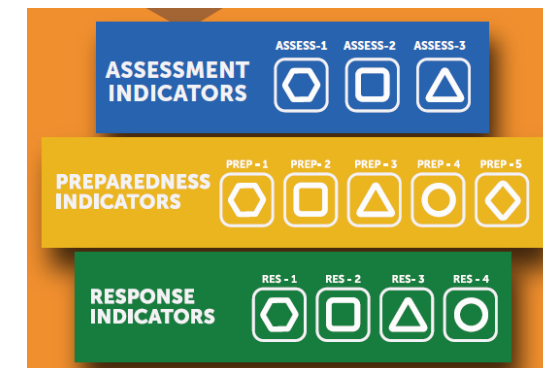 ASSESS-1 ASSESS-2 ASSESS-3
ASSESSMENT
INDICATORS
PREP - 1 PREP- 2 PREP - 3 PREP - 4 PREP -5
PREPAREDNESS
INDICATORS
RES - 1 RES - 2 RES- 3 RES - 4
RESPONSE
INDICATORS